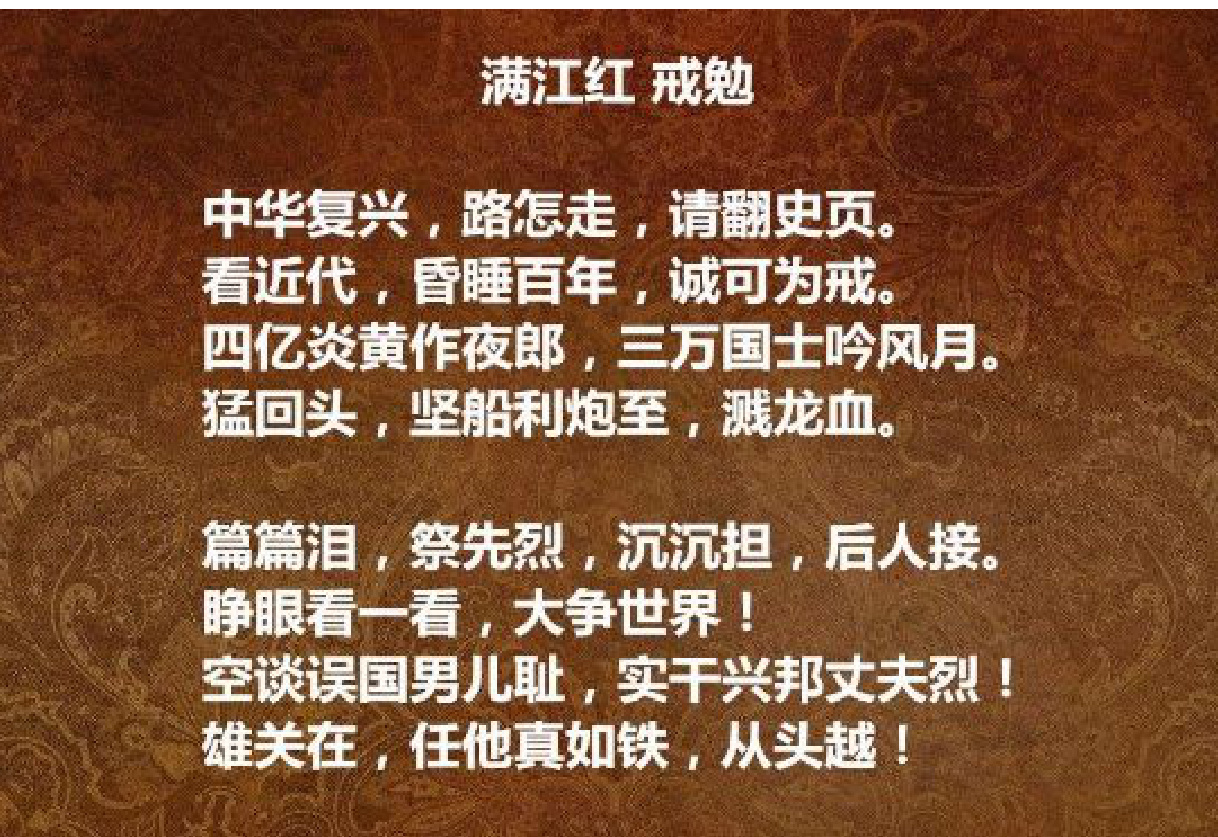 满江红 戒勉
中华复兴，路怎走，请翻史页。
看近代，昏睡百年，诚可为戒。
四亿炎黄作夜郎，三万国士吟风月。
猛回头，坚船利炮至，溅龙血。
篇篇泪，祭先烈，沉沉担，后人接。
睁眼看一看，大争世界！
空谈误国男儿耻，实干兴邦丈夫烈！
雄关在，任他真如铁，从头越！